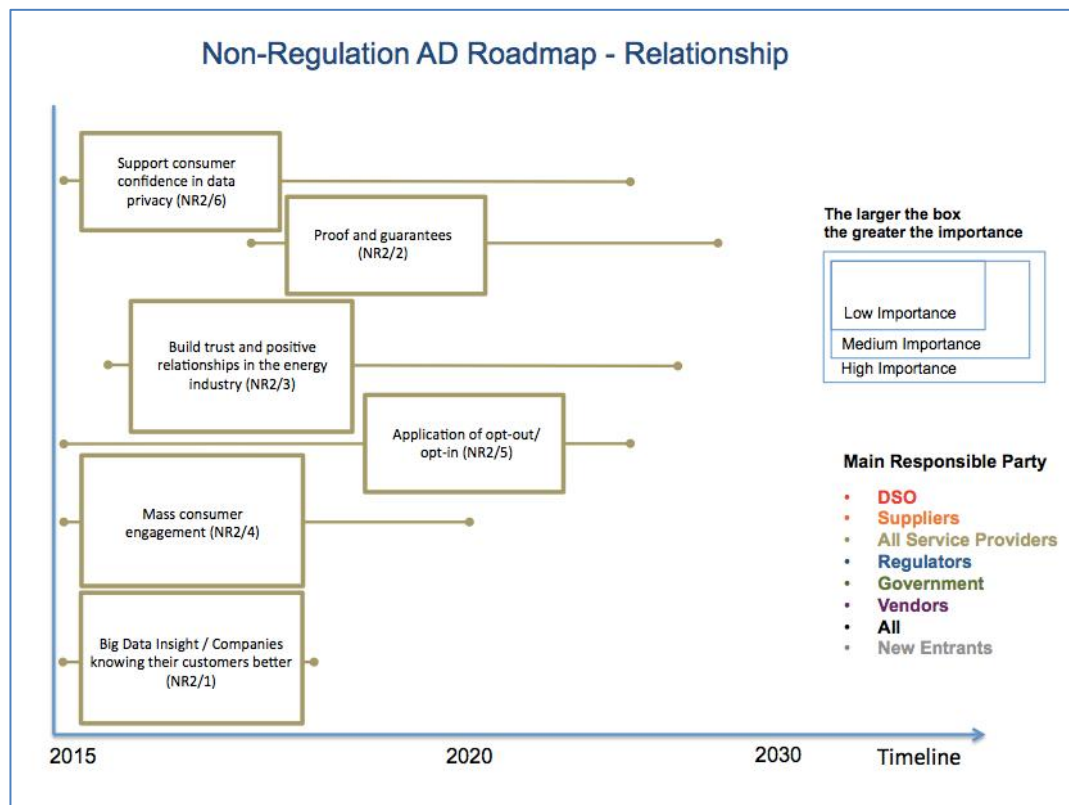 Non-Regulation AD Roadmap - Relationship
Support consumer
confidence in data
privacy (NR2/6)
Proof and guarantees
(NR2/2)
Build trust and positive
relationships in the energy
industry (NR2/3)
Application of opt-out/
opt-in (NR2/5)
Mass consumer
engagement (NR2/4)
Big Data Insight / Companies
knowing their customers better
(NR2/1)
The larger the box
the greater the importance
Low Importance
Medium Importance
High Importance
Main Responsible Party
• DSO
• Suppliers
• All Service Providers
• Regulators
• Government
• Vendors
• All
• New Entrants
2015
2020
2030
Timeline